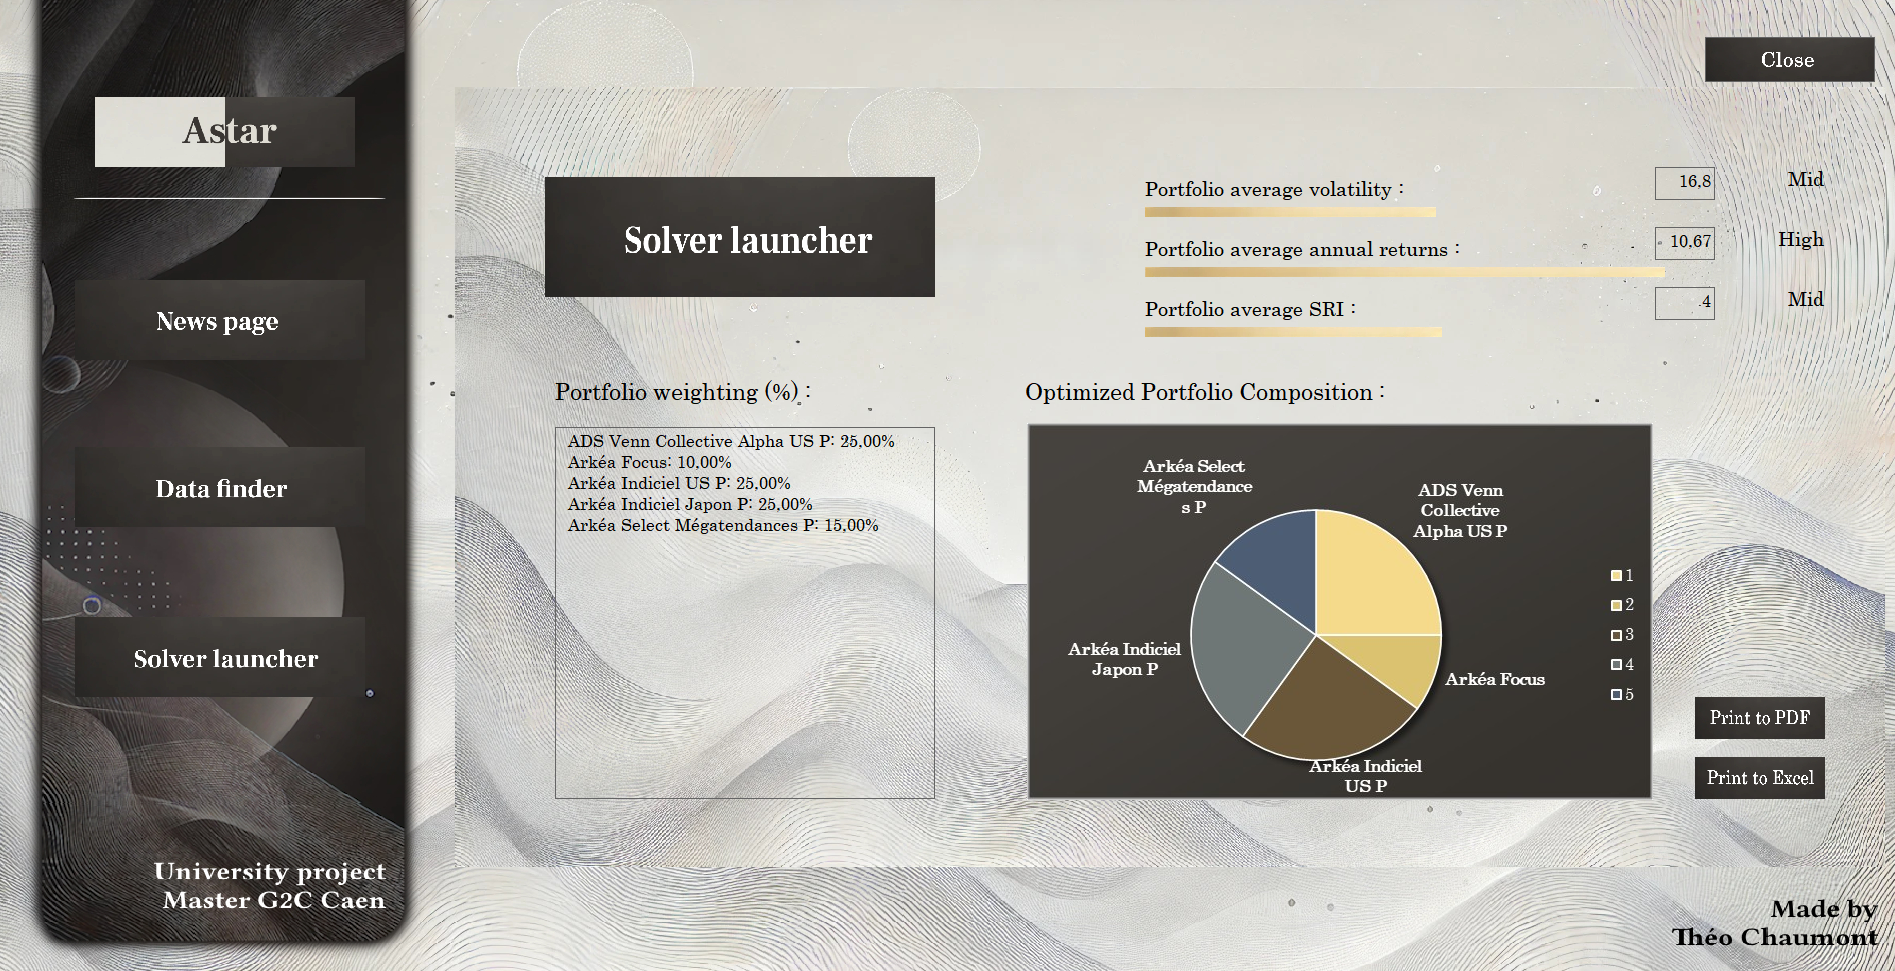 Astar
News page
Data finder
Solver launcher
University project
Master G2C Caen
Close
Solver launcher
Portfolio average volatility :
16,8
Mid
Portfolio average annual returns :
10,67
High
Portfolio average SRI :
4
Mid
Portfolio weighting (%) :
ADS Venn Collective Alpha US P: 25,00%
Arkéa Focus: 10,00%
Arkéa Indiciel US P: 25,00%
Arkéa Indiciel Japon P: 25,00%
Arkéa Select Mégatendances P: 15,00%
Optimized Portfolio Composition :
Arkéa Select
Mégatendance
s P
ADS Venn
Collective
Alpha US P
Arkéa Indiciel
Japon P
Arkéa Focus
Arkéa Indiciel
US P
1
2
3
4
5
Print to PDF
Print to Excel
Made by
Théo Chaumont